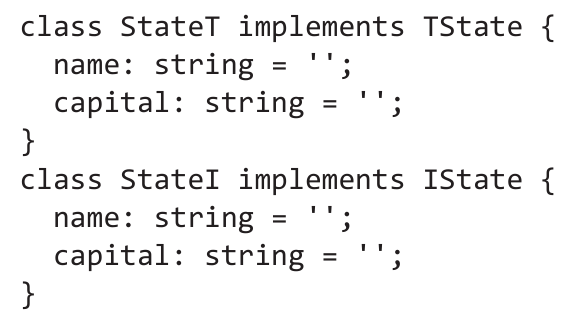 class StateT implements TState {
  name: string = '';
  capital: string = '';
}
class StateI implements IState {
  name: string = '';
  capital: string = '';
}